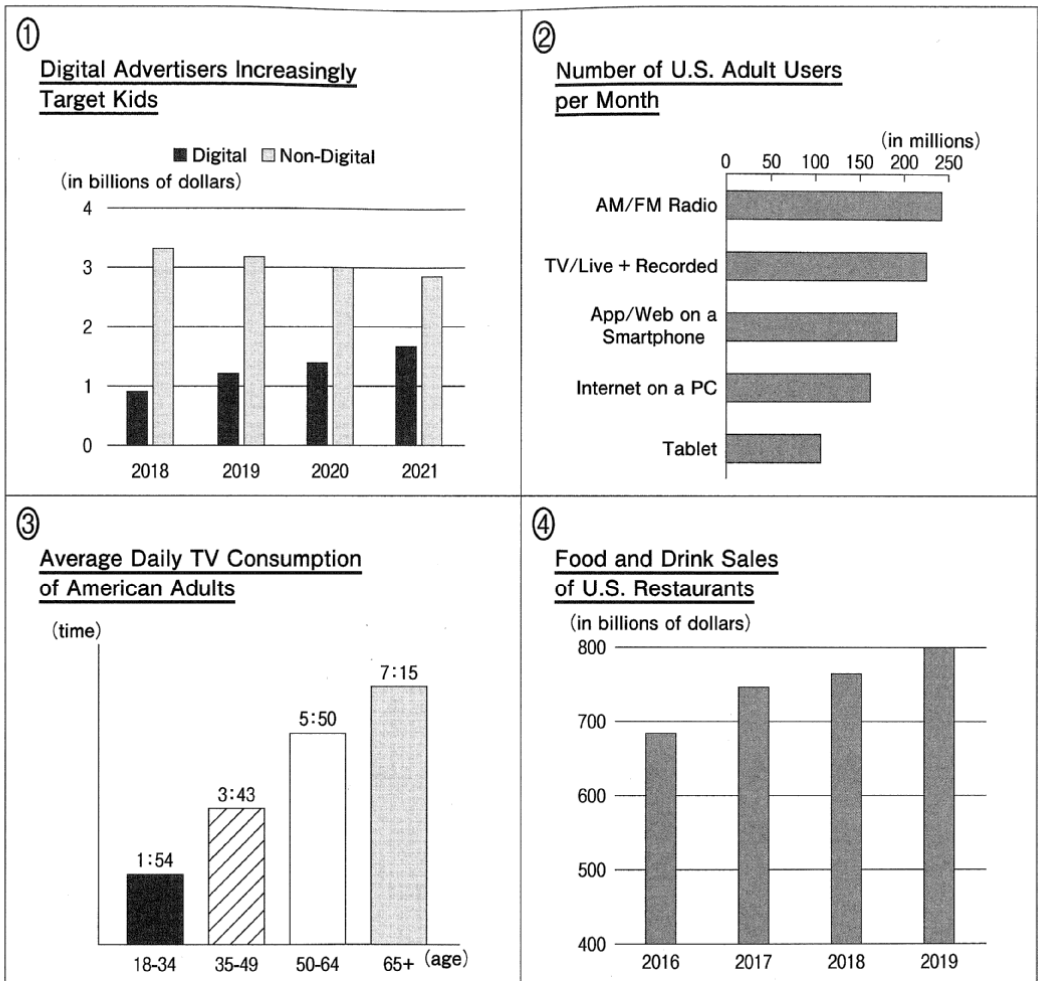 ①
Digital Advertisers Increasingly
Target Kids
Digital Non-Digital
(in billions of dollars)
4
3
2
1
0
2018 2019 2020 2021
②
Number of U.S. Adult Users
per Month
(in millions)
0 50 100 150 200 250
AM/FM Radio
TV/Live + Recorded
App/Web on a
Smartphone
Internet on a PC
Tablet
③
Average Daily TV Consumption
of American Adults
(time)
7:15
5:50
3:43
1:54
18-34 35-49 50-64 65+ (age)
④
Food and Drink Sales
of U.S. Restaurants
(in billions of dollars)
800
700
600
500
400
2016 2017 2018 2019